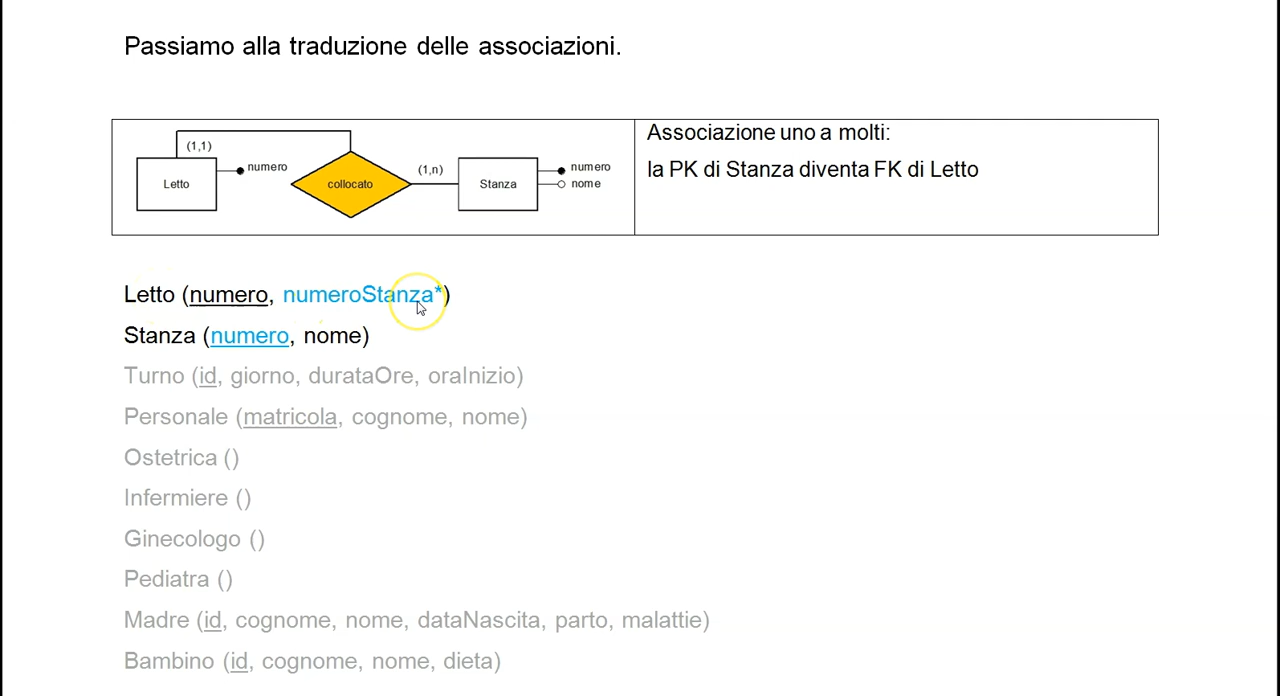 Passiamo alla traduzione delle associazioni.
(1,1)
Letto
numero
collocato
(1,n)
Stanza
numero
nome
Associazione uno a molti:
la PK di Stanza diventa FK di Letto
Letto (numero, numeroStanza*)
Stanza (numero, nome)
Turno (id, giorno, durataOre, oraInizio)
Personale (matricola, cognome, nome)
Ostetrica ()
Infermiere ()
Ginecologo ()
Pediatra ()
Madre (id, cognome, nome, dataNascita, parto, malattie)
Bambino (id, cognome, nome, dieta)